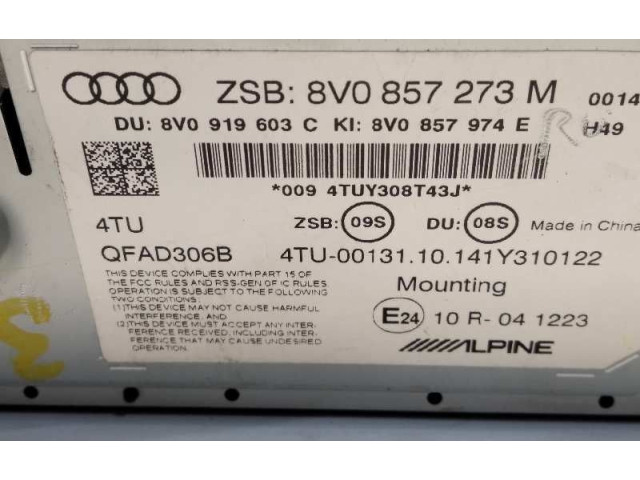 ZSB: 8V0 857 273 M 0014
DU: 8V0 919 603 C KI: 8V0 857 974 E H49
*009 4TUY308T43J*
4TU ZSB: 09S DU: 08S Made in China
QFAD306B 4TU-00131.10.141Y310122
THIS DEVICE COMPLIES WITH PART 15 OF
THE FCC RULES AND RSS-GEN OF IC RULES
OPERATION IS SUBJECT TO THE FOLLOWING
TWO CONDITIONS:
(1)THIS DEVICE MAY NOT CAUSE HARMFUL
INTERFERENCE, AND
(2)THIS DEVICE MUST ACCEPT ANY INTER-
FERENCE RECEIVED, INCLUDING INTER-
FERENCE THAT MAY CAUSE UNDESIRED
OPERATION.
Mounting
E24 10 R- 04 1223
ALPINE